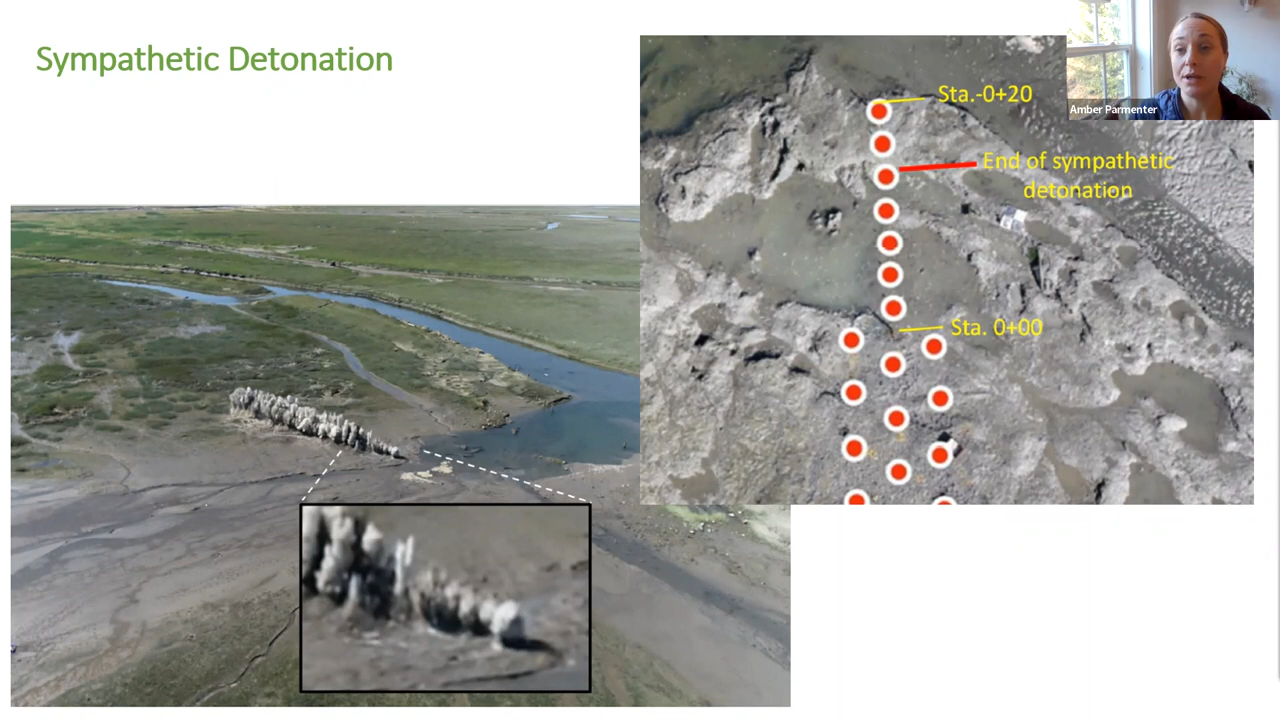 Sympathetic Detonation
Sta.-0+20
Amber Parmenter
End of sympathetic
detonation
Sta. 0+00